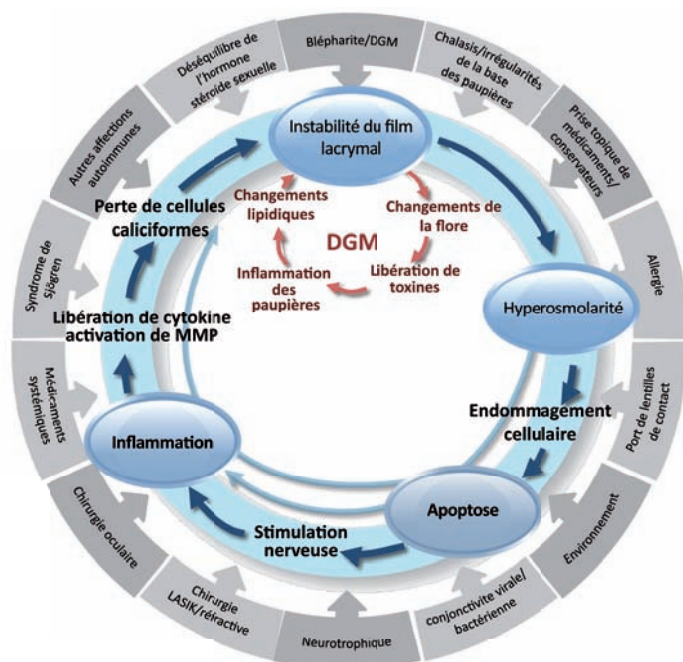 Blépharite/DGM
Chalasis/irrégularités
de la base
des paupières
Prise topique de
médicaments/
conservateurs
Allergie
Port de lentilles
de contact
Environnement
conjonctivite virale/
bactérienne
Neurotrophique
Chirurgie
LASIK/réfractive
Chirurgie oculaire
Médicaments
systémiques
Syndrome de
Sjögren
Autres affections
autoimmunes
Déséquilibre de
l'hormone
stéroïde sexuelle
Instabilité du film
lacrymal
Hyperosmolarité
Endommagement
cellulaire
Apoptose
Stimulation
nerveuse
Inflammation
Libération de cytokine
activation de MMP
Perte de cellules
caliciformes
DGM
Changements de
la flore
Libération de
toxines
Inflammation
des
paupières
Changements
lipidiques